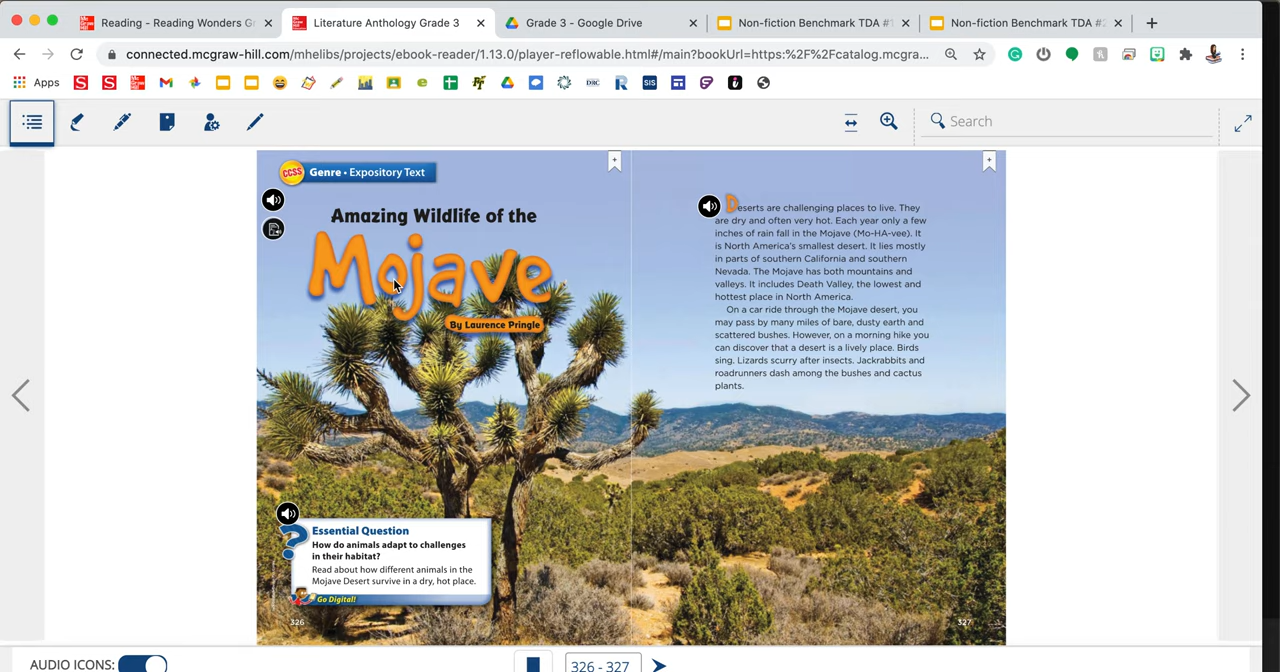 Reading - Reading Wonders Gr
Literature Anthology Grade 3
Grade 3 - Google Drive
Non-fiction Benchmark TDA #
Non-fiction Benchmark TDA #
connected.mcgraw-hill.com/mhelibs/projects/ebook-reader/1.13.0/player-reflowable.html#/main?bookUrl=https:%2F%2Fcatalog.mcgra...
Apps
DRC
SIS
Search
CCSS Genre • Expository Text
Amazing Wildlife of the
Mojave
By Laurence Pringle
Essential Question
How do animals adapt to challenges
in their habitat?
Read about how different animals in the
Mojave Desert survive in a dry, hot place.
Go Digital!
326
Deserts are challenging places to live. They
are dry and often very hot. Each year only a few
inches of rain fall in the Mojave (Mo-HA-vee). It
is North America's smallest desert. It lies mostly
in parts of southern California and southern
Nevada. The Mojave has both mountains and
valleys. It includes Death Valley, the lowest and
hottest place in North America.
On a car ride through the Mojave desert, you
may pass by many miles of bare, dusty earth and
scattered bushes. However, on a morning hike you
can discover that a desert is a lively place. Birds
sing. Lizards scurry after insects. Jackrabbits and
roadrunners dash among the bushes and cactus
plants.
327
AUDIO ICONS:
326 - 327